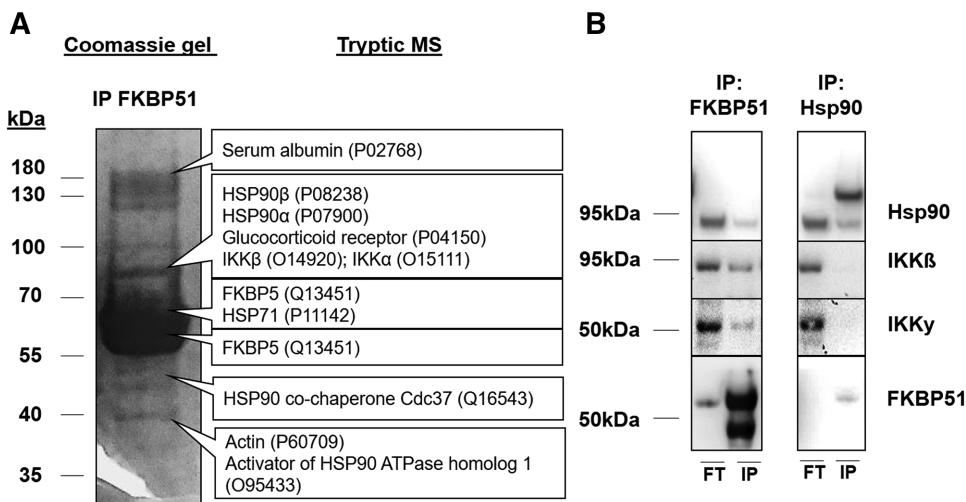 A
Coomassie gel
Tryptic MS
IP FKBP51
kDa
180
130
100
70
55
40
35
Serum albumin (P02768)
HSP90β (P08238)
HSP90α (P07900)
Glucocorticoid receptor (P04150)
IKKβ (O14920); IKKα (O15111)
FKBP5 (Q13451)
HSP71 (P11142)
FKBP5 (Q13451)
HSP90 co-chaperone Cdc37 (Q16543)
Actin (P60709)
Activator of HSP90 ATPase homolog 1
(O95433)
B
IP:
FKBP51
IP:
Hsp90
95kDa
Hsp90
95kDa
IKKß
50kDa
IKKy
50kDa
FKBP51
FT IP
FT IP